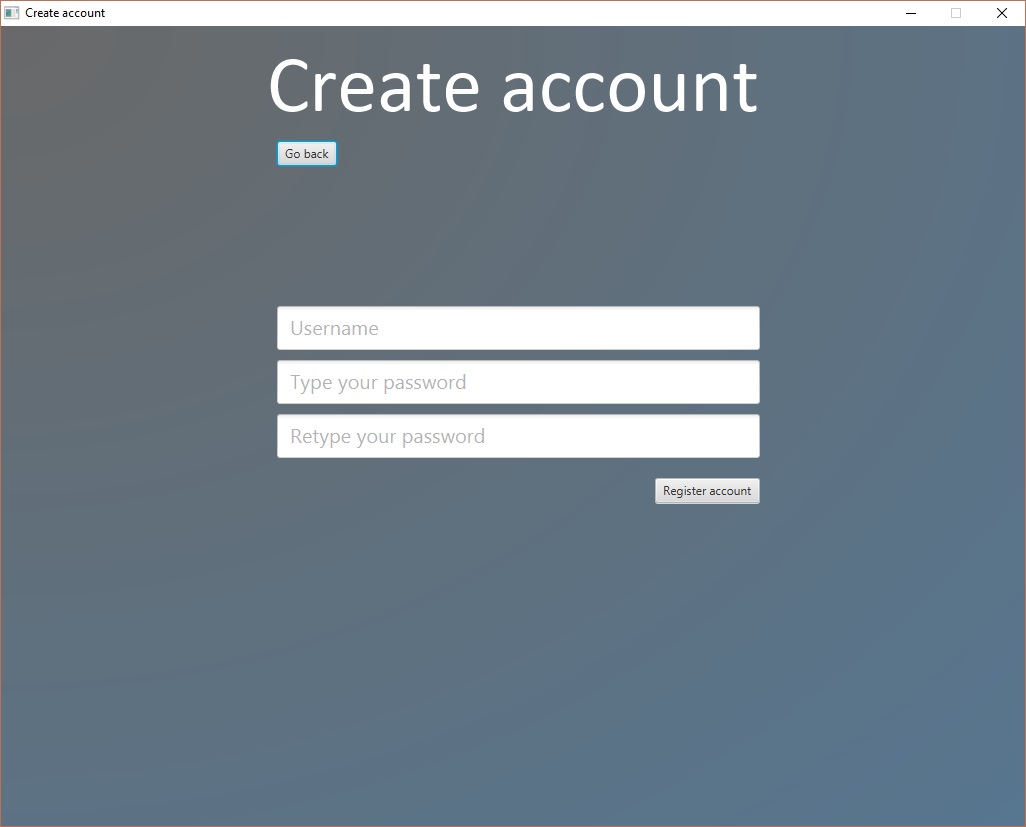 Create account
Create account
Go back
Username
Type your password
Retype your password
Register account